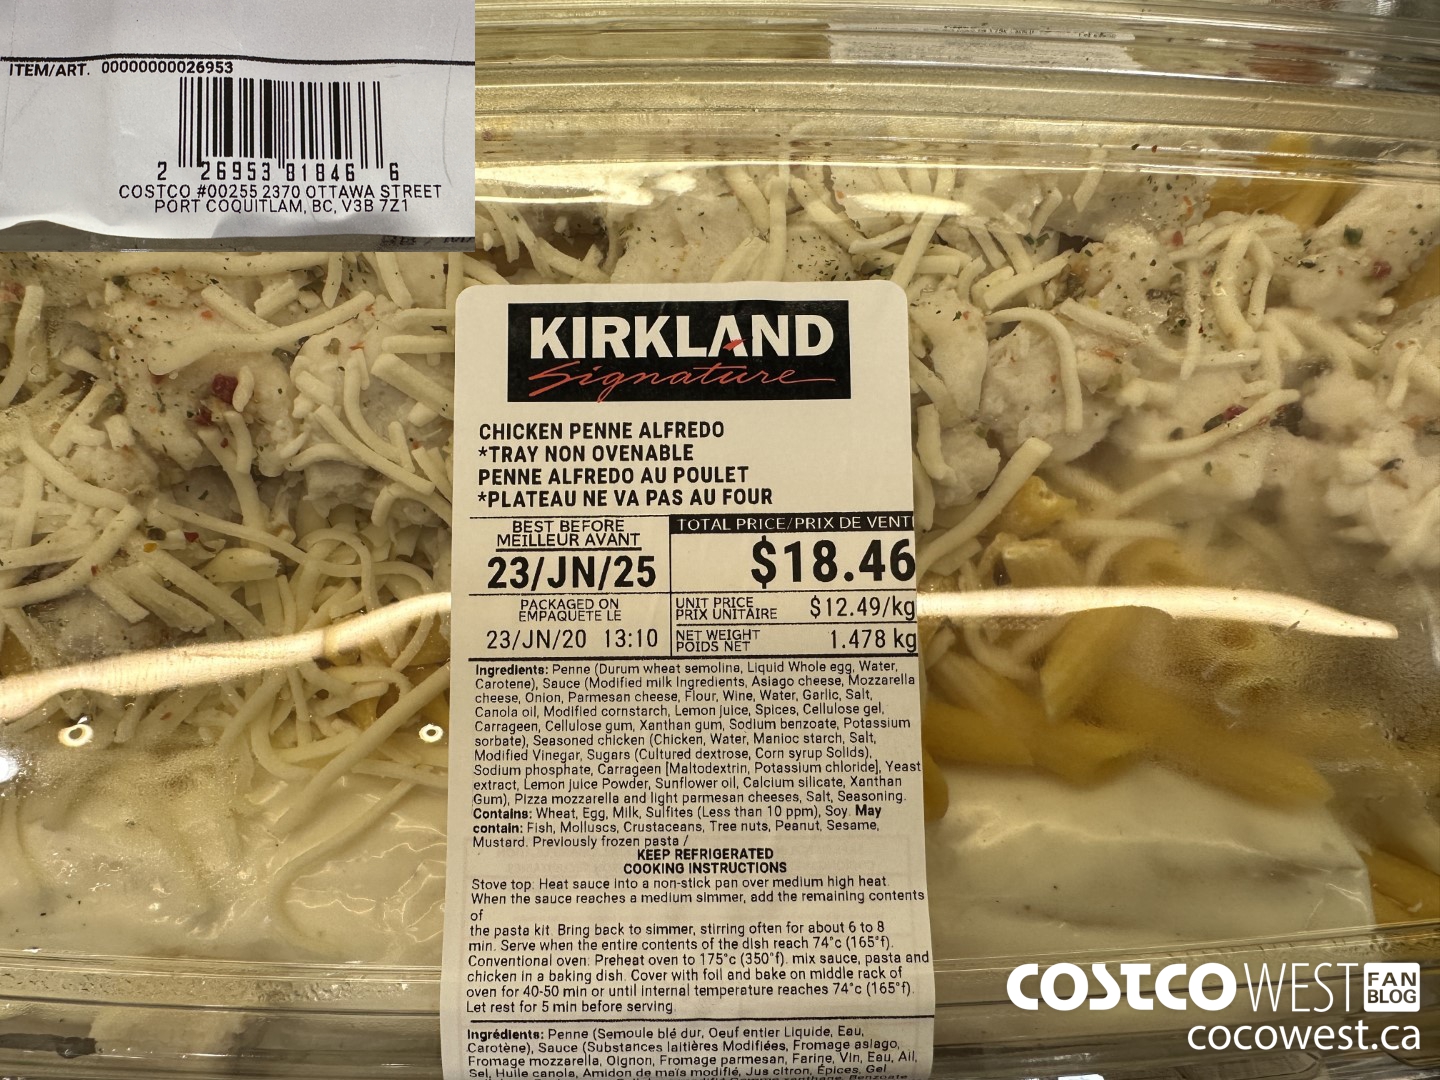 ITEM/ART. 00000000026953
2 26953 81846 6
COSTCO #00255 2370 OTTAWA STREET
PORT COQUITLAM, BC, V3B 7Z1
KIRKLAND
Signature
CHICKEN PENNE ALFREDO
*TRAY NON OVENABLE
PENNE ALFREDO AU POULET
*PLATEAU NE VA PAS AU FOUR
BEST BEFORE
MEILLEUR AVANT
23/JN/25
TOTAL PRICE/PRIX DE VENT
$18.46
PACKAGED ON
EMPAQUETE LE
23/JN/20 13:10
UNIT PRICE
PRIX UNITAIRE
$12.49/kg
NET WEIGHT
POIDS NET
1.478 kg
Ingredients: Penne (Durum wheat semolina, Liquid Whole egg, Water,
Carotene), Sauce (Modified milk Ingredients, Asiago cheese, Mozzarella
cheese, Onion, Parmesan cheese, Flour, Wine, Water, Garlic, Salt,
Canola oil, Modified cornstarch, Lemon juice, Spices, Cellulose gel,
Carrageen, Cellulose gum, Xanthan gum, Sodium benzoate, Potassium
sorbate), Seasoned chicken (Chicken, Water, Manioc starch, Salt,
Modified Vinegar, Sugars (Cultured dextrose, Corn syrup Solids),
Sodium phosphate, Carrageen [Maltodextrin, Potassium chloride], Yeast
extract, Lemon juice Powder, Sunflower oil, Calcium silicate, Xanthan
Gum), Pizza mozzarella and light parmesan cheeses, Salt, Seasoning.
Contains: Wheat, Egg, Milk, Sulfites (Less than 10 ppm), Soy. May
contain: Fish, Molluscs, Crustaceans, Tree nuts, Peanut, Sesame,
Mustard. Previously frozen pasta /
KEEP REFRIGERATED
COOKING INSTRUCTIONS
Stove top: Heat sauce into a non-stick pan over medium high heat.
When the sauce reaches a medium simmer, add the remaining contents
of
the pasta kit. Bring back to simmer, stirring often for about 6 to 8
min. Serve when the entire contents of the dish reach 74°c (165°f).
Conventional oven: Preheat oven to 175°c (350°f). mix sauce, pasta and
chicken in a baking dish. Cover with foil and bake on middle rack of
oven for 40-50 min or until internal temperature reaches 74°c (165°f).
Let rest for 5 min before serving.
Ingrédients: Penne (Semoule blé dur, Oeuf entier Liquide, Eau,
Carotène), Sauce (Substances laitières Modifiées, Fromage asiago,
Fromage mozzarella, Oignon, Fromage parmesan, Farine, Vin, Eau, Ail,
Sel, Huile canola, Amidon de maïs modifié, Jus citron, Épices, Gel
COSTCO WEST FAN
BLOG
cocowest.ca